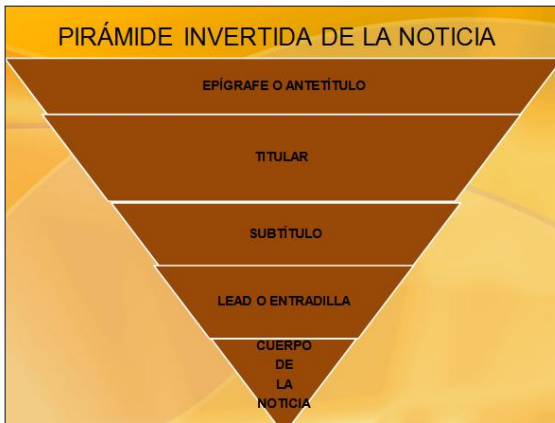 PIRÁMIDE INVERTIDA DE LA NOTICIA
EPÍGRAFE O ANTETÍTULO
TITULAR
SUBTÍTULO
LEAD O ENTRADILLA
CUERPO
DE
LA
NOTICIA